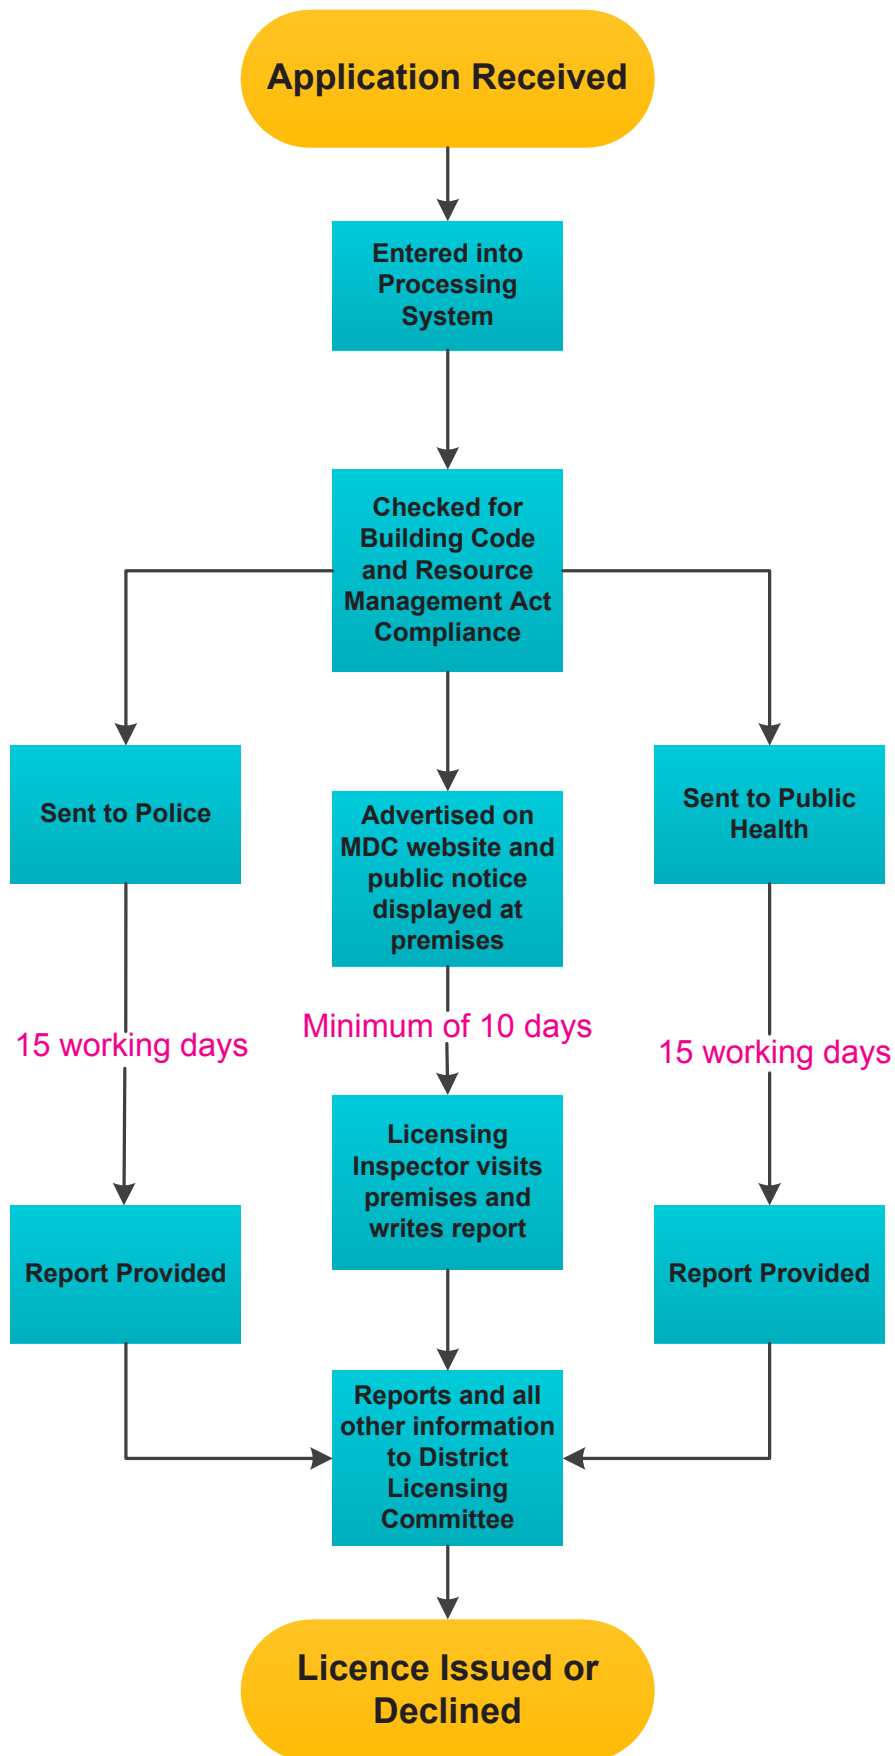 Application Received
Entered into
Processing
System
Checked for
Building Code
and Resource
Management Act
Compliance
Sent to Police
Advertised on
MDC website and
public notice
displayed at
premises
Sent to Public
Health
15 working days
Minimum of 10 days
15 working days
Report Provided
Licensing
Inspector visits
premises and
writes report
Report Provided
Reports and all
other information
to District
Licensing
Committee
Licence Issued or
Declined